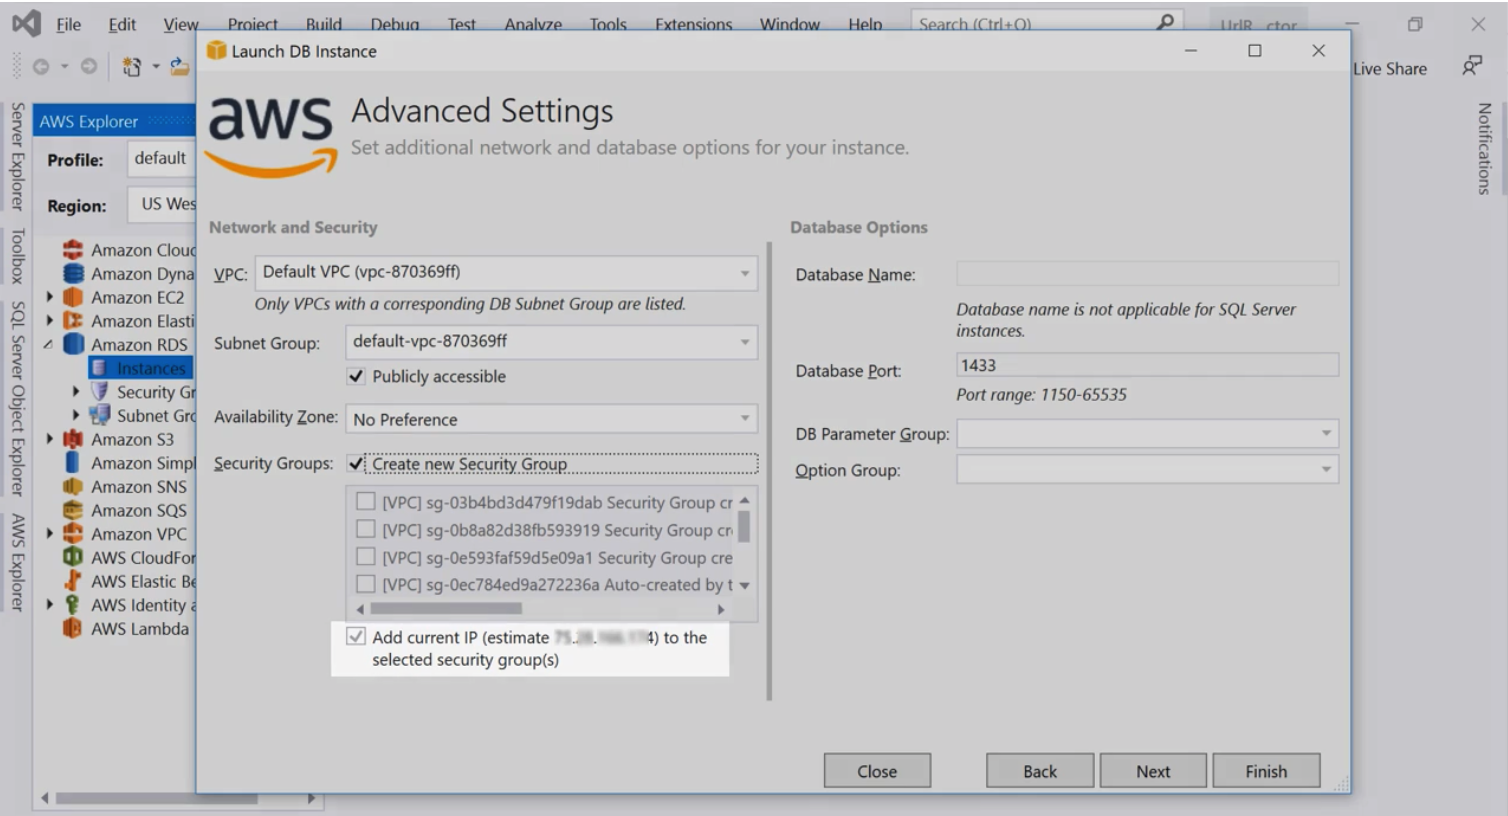 File Edit View Project Build Debug Test Analyze Tools Extensions Window Help Search (Ctrl+Q)
Live Share
Server Explorer
Toolbox
SQL Server Object Explorer
AWS Explorer
Notifications
AWS Explorer
Profile: default
Region: US Wes
Amazon Clou
Amazon Dyna
Amazon EC2
Amazon Elasti
Amazon RDS
Instances
Security Gr
Subnet Gro
Amazon S3
Amazon Simpl
Amazon SNS
Amazon SQS
Amazon VPC
AWS CloudFor
AWS Elastic Be
AWS Identity a
AWS Lambda
Launch DB Instance
aws
Advanced Settings
Set additional network and database options for your instance.
Network and Security
VPC: Default VPC (vpc-870369ff)
Only VPCs with a corresponding DB Subnet Group are listed.
Subnet Group: default-vpc-870369ff
Publicly accessible
Availability Zone: No Preference
Security Groups: Create new Security Group
[VPC] sg-03b4bd3d479f19dab Security Group cr
[VPC] sg-0b8a82d38fb593919 Security Group cr
[VPC] sg-0e593faf59d5e09a1 Security Group cre
[VPC] sg-0ec784ed9a272236a Auto-created by t
Add current IP (estimate 4) to the
selected security group(s)
Database Options
Database Name:
Database name is not applicable for SQL Server
instances.
Database Port: 1433
Port range: 1150-65535
DB Parameter Group:
Option Group:
Close Back Next Finish